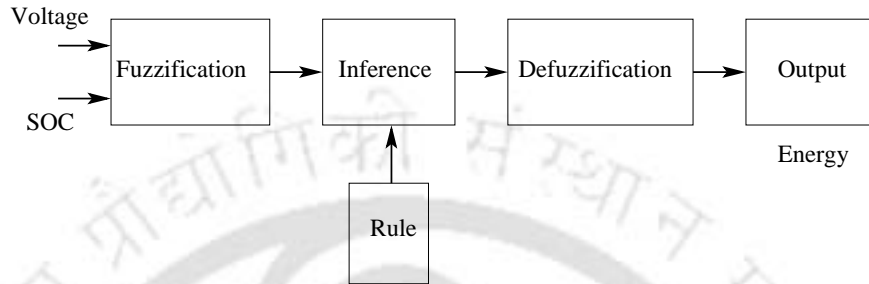 Voltage
SOC
Fuzzification
Inference
Defuzzification
Output
Energy
Rule